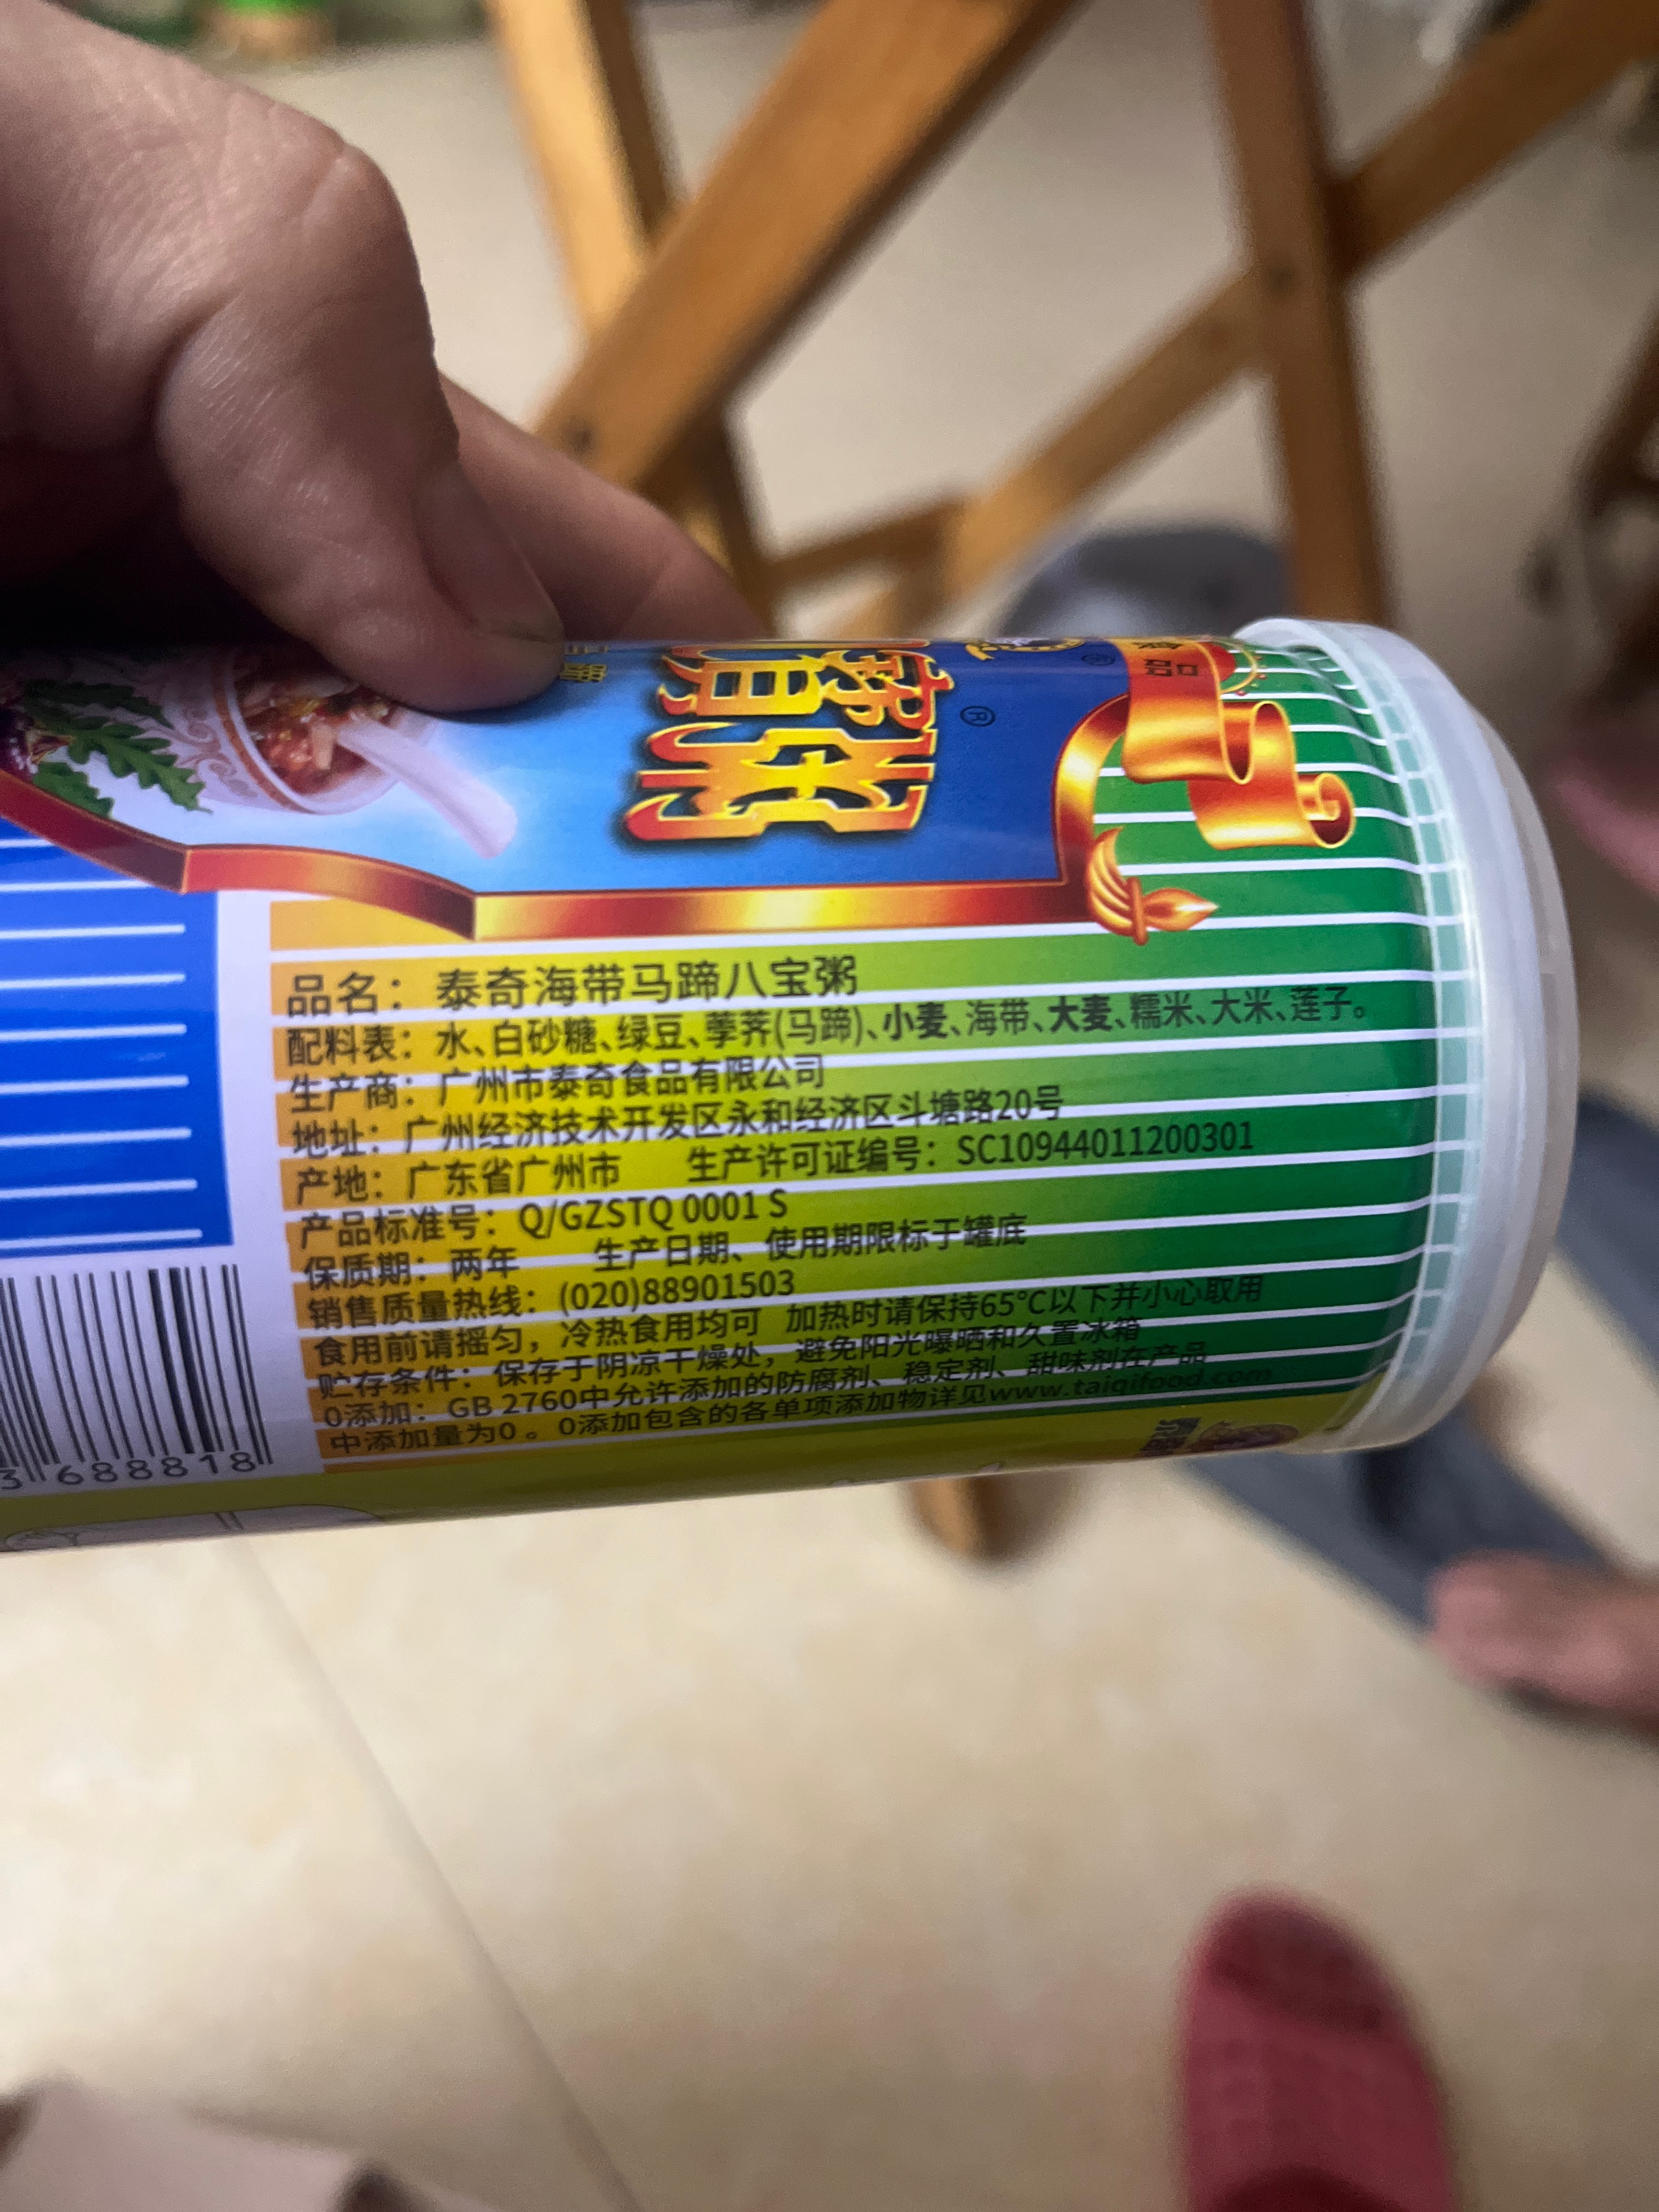 粥
®
®
品
品名：泰奇海带马蹄八宝粥
配料表：水、白砂糖、绿豆、荸荠(马蹄)、小麦、海带、大麦、糯米、大米、莲子。
生产商：广州市泰奇食品有限公司
地址：广州经济技术开发区永和经济区斗塘路20号
产地：广东省广州市 生产许可证编号：SC10944011200301
产品标准号：Q/GZSTQ 0001 S
保质期：两年 生产日期、使用期限标于罐底
销售质量热线：(020)88901503
食用前请摇匀，冷热食用均可 加热时请保持65℃以下并小心取用
贮存条件：保存于阴凉干燥处，避免阳光曝晒和久置冰箱
0添加：GB 2760中允许添加的防腐剂、稳定剂、甜味剂在产品
中添加量为0。0添加包含的各单项添加物详见www.taiqifood.com
3 688818